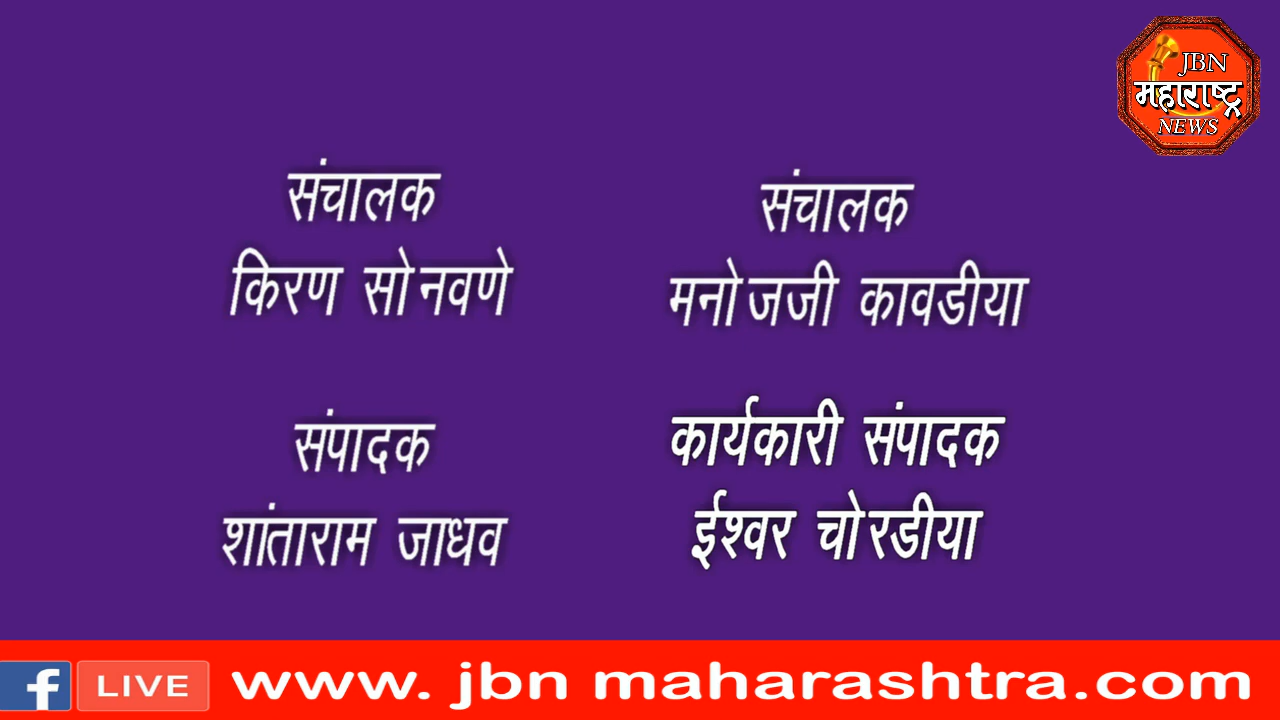 JBN
महाराष्ट्र
NEWS
संचालक
किरण सोनवणे
संचालक
मनोजजी कावडीया
संपादक
शांताराम जाधव
कार्यकारी संपादक
ईश्वर चोरडीया
f LIVE www. jbn maharashtra.com